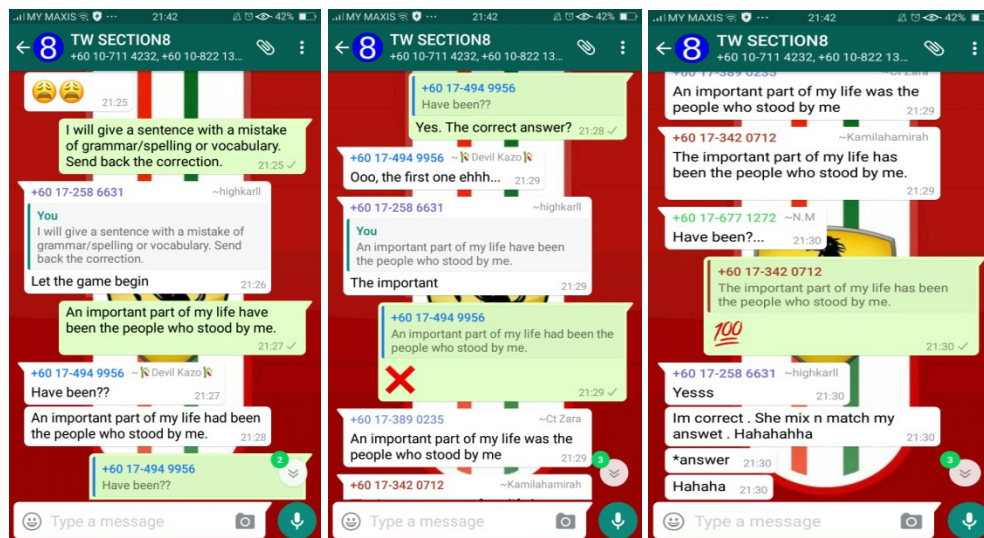 MY MAXIS ··· 21:42 42%
8 TW SECTION8
+60 10-711 4232, +60 10-822 13...
21:25
I will give a sentence with a mistake
of grammar/spelling or vocabulary.
Send back the correction. 21:25
+60 17-258 6631 ~highkarll
You
I will give a sentence with a mistake of
grammar/spelling or vocabulary. Send
back the correction.
Let the game begin 21:26
An important part of my life have
been the people who stood by me.
21:27
+60 17-494 9956 ~Devil Kazo
Have been?? 21:27
An important part of my life had been
the people who stood by me. 21:28
+60 17-494 9956
Have been??
2
Type a message
MY MAXIS ··· 21:42 42%
8 TW SECTION8
+60 10-711 4232, +60 10-822 13...
+60 17-494 9956
Have been??
Yes. The correct answer? 21:28
+60 17-494 9956 ~Devil Kazo
Ooo, the first one ehhh... 21:29
+60 17-258 6631 ~highkarll
You
An important part of my life have been
the people who stood by me.
The important 21:29
+60 17-494 9956
An important part of my life had been the
people who stood by me.
21:29
+60 17-389 0235 ~Ct Zara
An important part of my life was the
people who stood by me 21:29
3
+60 17-342 0712 ~Kamilahamirah
Type a message
MY MAXIS ··· 21:42 42%
8 TW SECTION8
+60 10-711 4232, +60 10-822 13...
+60 17-389 0235 ~Ct Zara
An important part of my life was the
people who stood by me 21:29
+60 17-342 0712 ~Kamilahamirah
The important part of my life has
been the people who stood by me.
21:29
+60 17-677 1272 ~N.M
Have been?... 21:30
+60 17-342 0712
The important part of my life has been
the people who stood by me.
100
21:30
+60 17-258 6631 ~highkarll
Yesss 21:30
Im correct . She mix n match my
answet . Hahahahha 21:30
*answer 21:30
3
Hahaha 21:30
Type a message